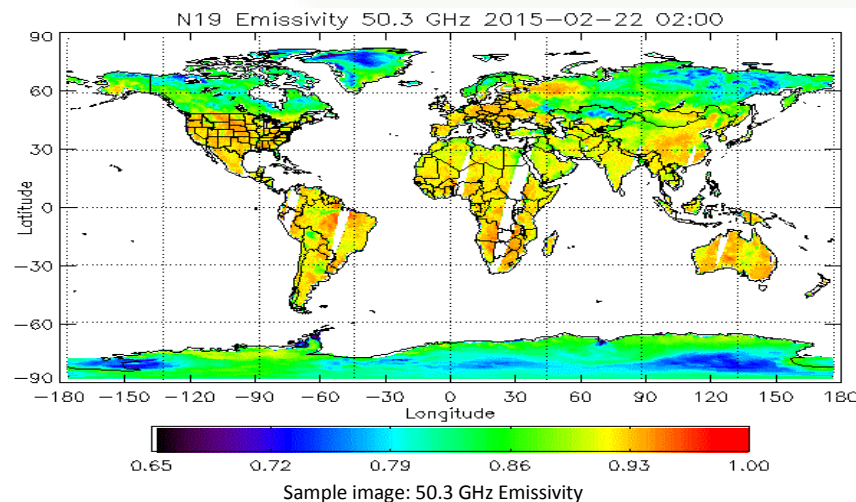 N19 Emissivity 50.3 GHz 2015-02-22 02:00
90
60
30
0
-30
-60
-90
Latitude
-180 -150 -120 -90 -60 -30 0 30 60 90 120 150 180
Longitude
0.65 0.72 0.79 0.86 0.93 1.00
Sample image: 50.3 GHz Emissivity